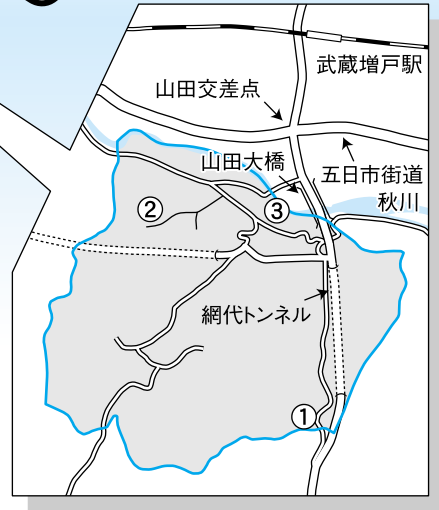 武蔵増戸駅
山田交差点
山田大橋
五日市街道
秋川
②
③
網代トンネル
①